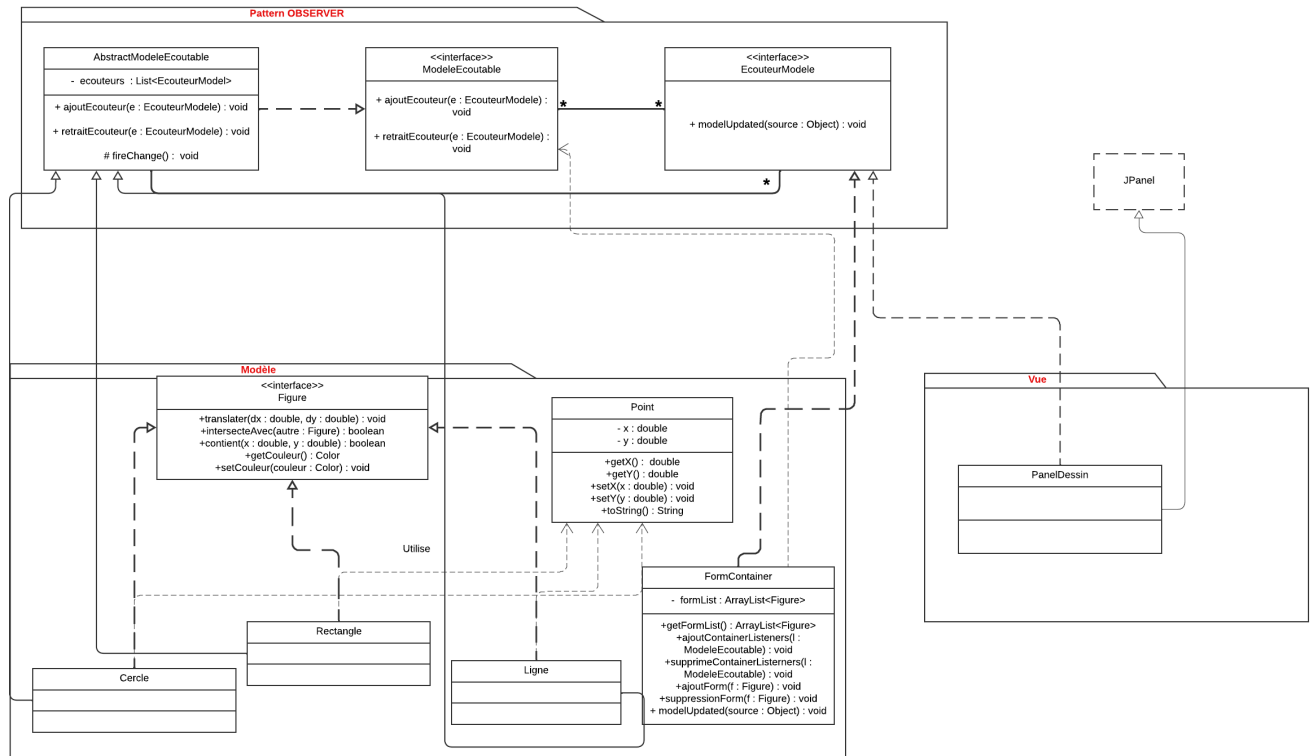 Pattern OBSERVER
AbstractModeleEcoutable
- ecouteurs : List<EcouteurModel>
+ ajoutEcouteur(e : EcouteurModele) : void
+ retraitEcouteur(e : EcouteurModele) : void
# fireChange() : void
<<interface>>
ModeleEcoutable
+ ajoutEcouteur(e : EcouteurModele) :
void
+ retraitEcouteur(e : EcouteurModele) :
void
*
*
<<interface>>
EcouteurModele
+ modelUpdated(source : Object) : void
*
JPanel
Modèle
<<interface>>
Figure
+translater(dx : double, dy : double) : void
+intersecteAvec(autre : Figure) : boolean
+contient(x : double, y : double) : boolean
+getCouleur() : Color
+setCouleur(couleur : Color) : void
Point
- x : double
- y : double
+getX() : double
+getY() : double
+setX(x : double) : void
+setY(y : double) : void
+toString() : String
Utilise
FormContainer
- formList : ArrayList<Figure>
+getFormList() : ArrayList<Figure>
+ajoutContainerListeners(l :
ModeleEcoutable) : void
+supprimeContainerListerners(l :
ModeleEcoutable) : void
+ajoutForm(f : Figure) : void
+suppressionForm(f : Figure) : void
+ modelUpdated(source : Object) : void
Rectangle
Cercle
Ligne
Vue
PanelDessin